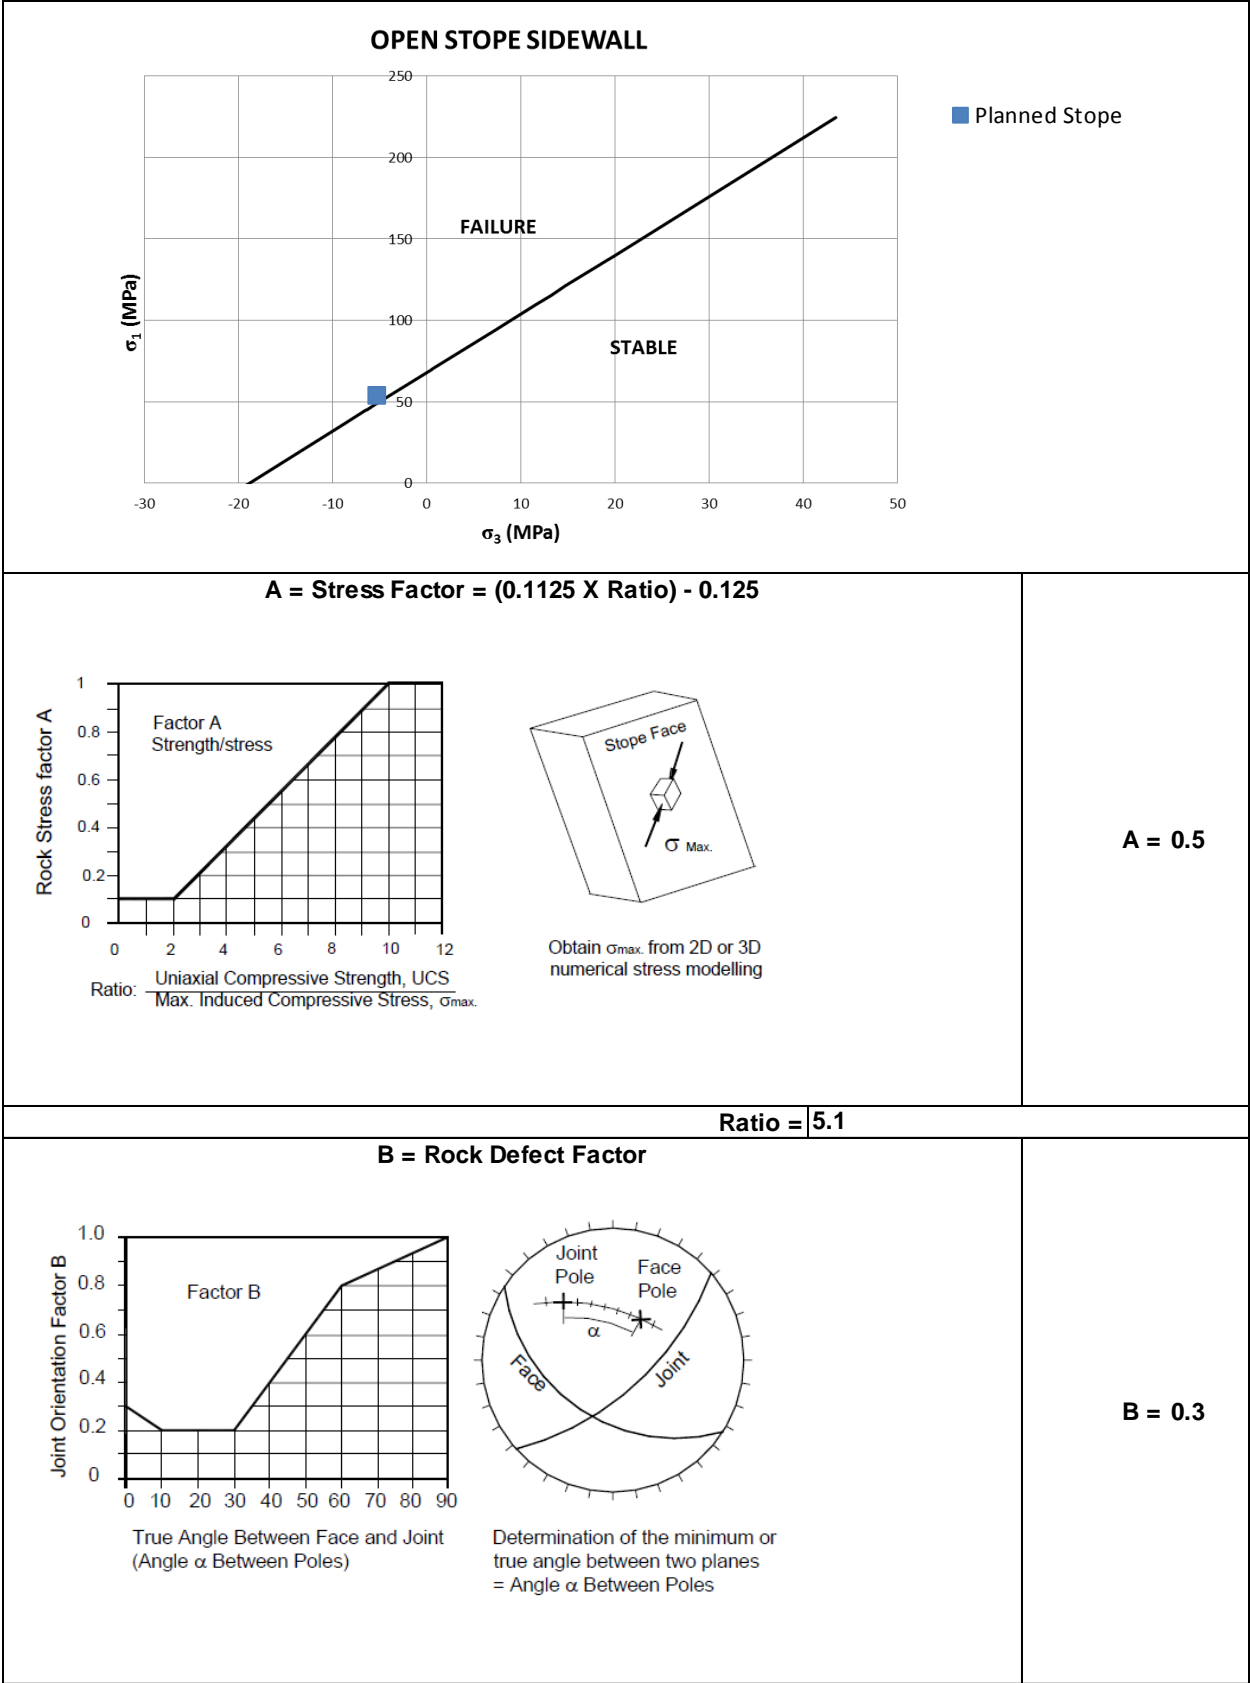 OPEN STOPE SIDEWALL
250
200
150
100
50
0
σ1 (MPa)
FAILURE
STABLE
-30 -20 -10 0 10 20 30 40 50
σ3 (MPa)
Planned Stope
A = Stress Factor = (0.1125 X Ratio) - 0.125
Rock Stress factor A
1
0.8
0.6
0.4
0.2
0
Factor A
Strength/stress
0 2 4 6 8 10 12
Ratio: Uniaxial Compressive Strength, UCS
Max. Induced Compressive Stress, σmax.
Stope Face
σ Max.
Obtain σmax. from 2D or 3D
numerical stress modelling
A = 0.5
Ratio = 5.1
B = Rock Defect Factor
Joint Orientation Factor B
1.0
0.8
0.6
0.4
0.2
0
Factor B
0 10 20 30 40 50 60 70 80 90
True Angle Between Face and Joint
(Angle α Between Poles)
Joint
Pole
Face
Pole
α
Face
Joint
Determination of the minimum or
true angle between two planes
= Angle α Between Poles
B = 0.3